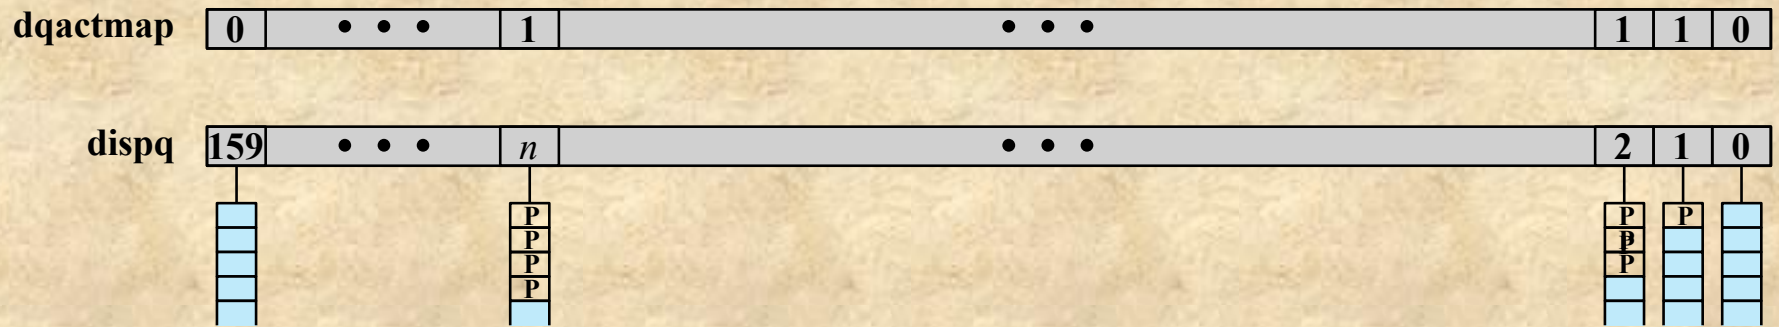 dqactmap 0 • • • 1 • • • 1 1 0
dispq 159 • • • n • • • 2 1 0
P P P
P P
P P
P